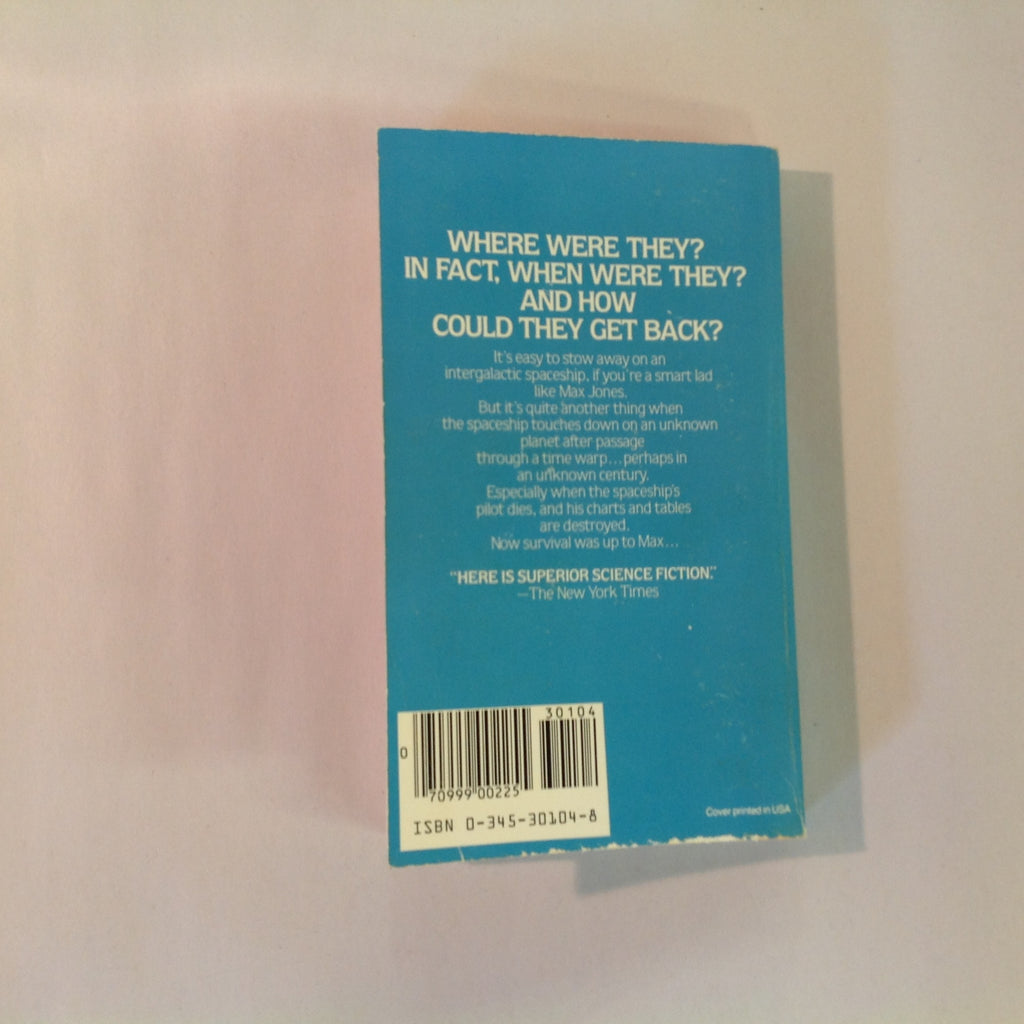 WHERE WERE THEY?
IN FACT, WHEN WERE THEY?
AND HOW
COULD THEY GET BACK?
It's easy to stow away on an
intergalactic spaceship, if you're a smart lad
like Max Jones.
But it's quite another thing when
the spaceship touches down on an unknown
planet after passage
through a time warp...perhaps in
an unknown century.
Especially when the spaceship's
pilot dies, and his charts and tables
are destroyed.
Now survival was up to Max...
"HERE IS SUPERIOR SCIENCE FICTION."
—The New York Times
30104
0
70999 00225
ISBN 0-345-30104-8
Cover printed in USA